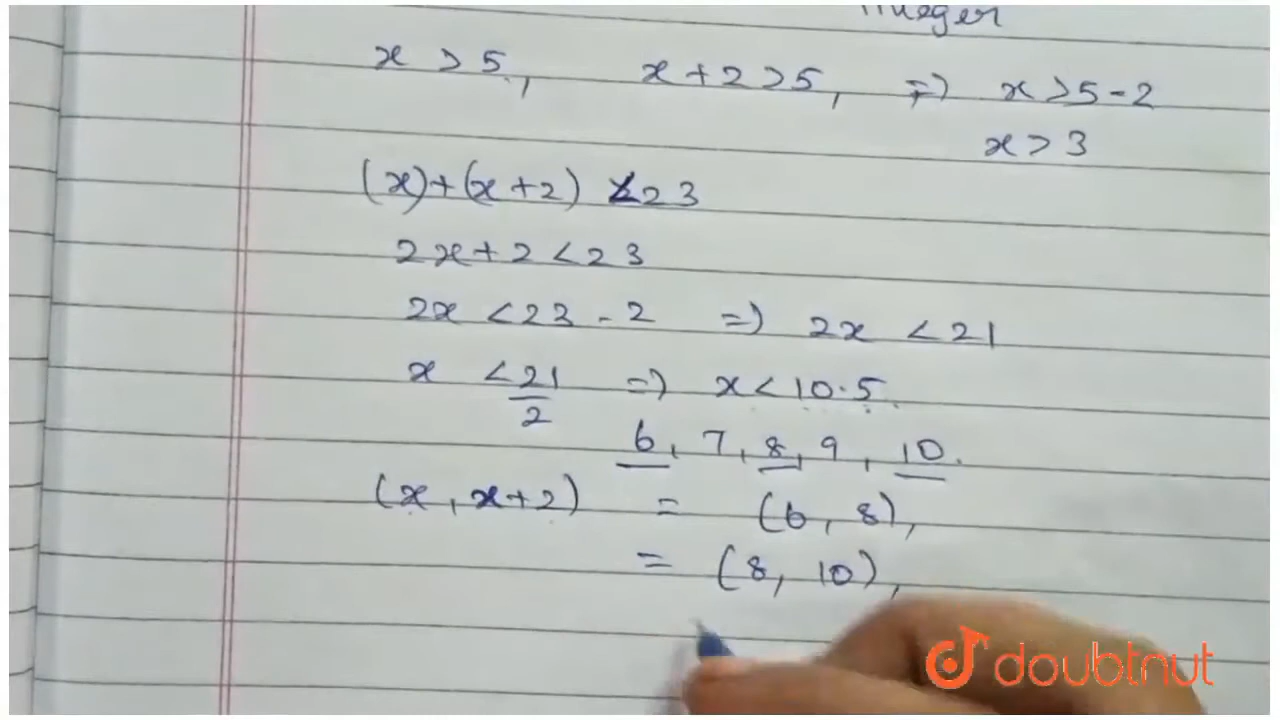 Integer
x > 5, x + 2 > 5, => x > 5 - 2
x > 3
(x) + (x + 2) < 23
2x + 2 < 23
2x < 23 - 2 => 2x < 21
x < 21/2 => x < 10.5
6, 7, 8, 9, 10.
(x, x + 2) = (6, 8),
= (8, 10),
doubtnut